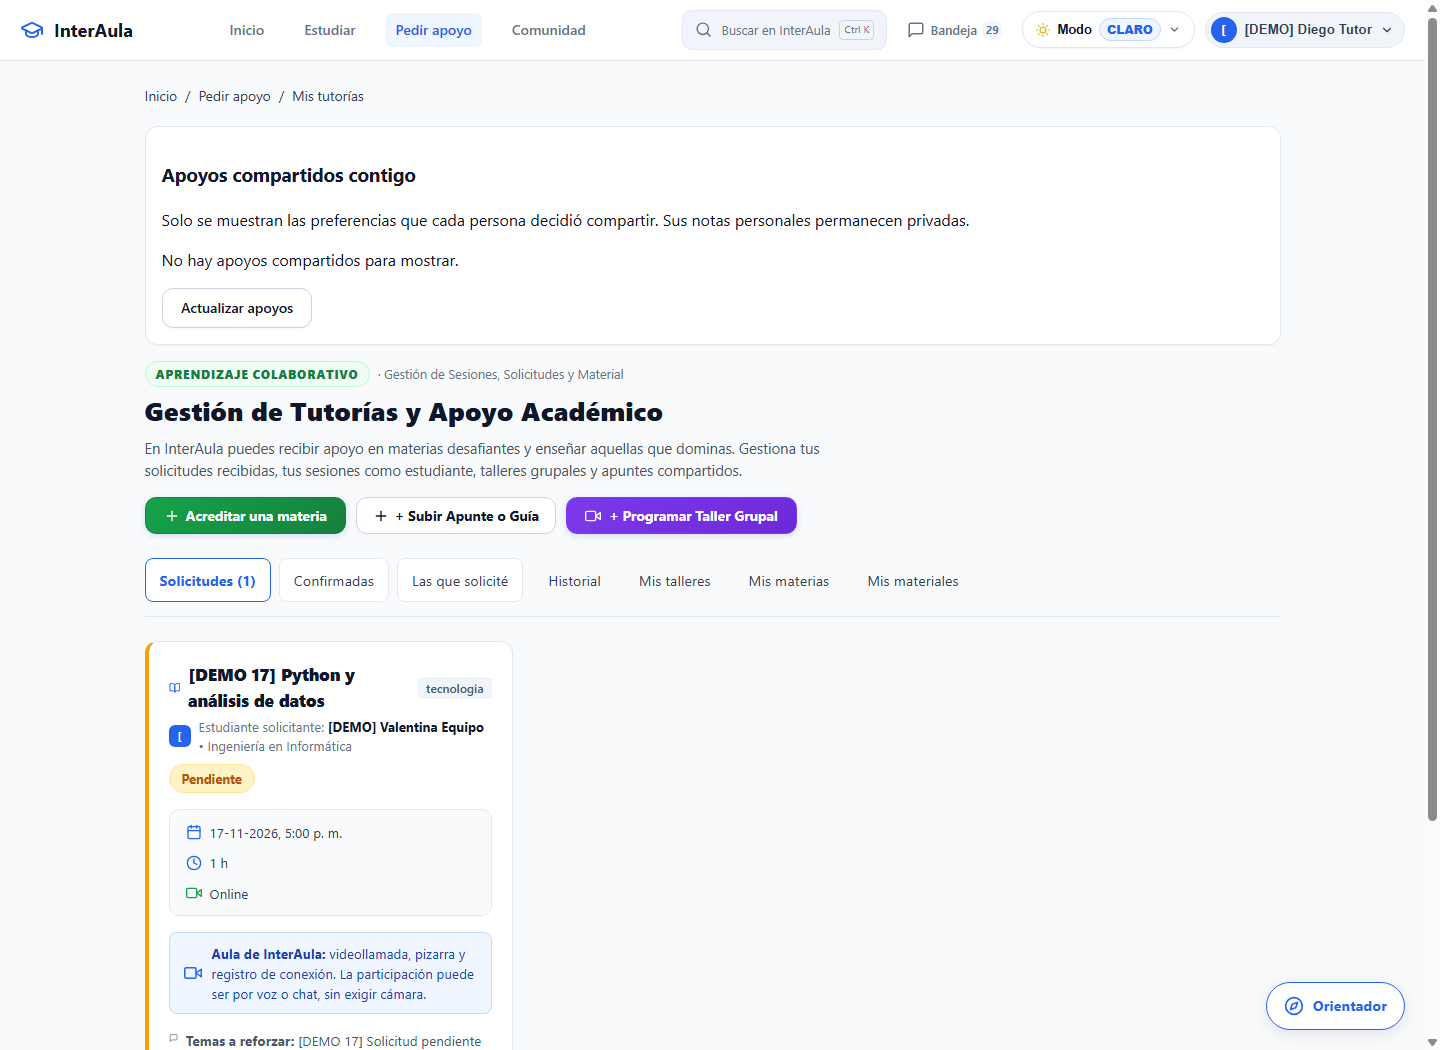 InterAula
Inicio
Estudiar
Pedir apoyo
Comunidad
Buscar en InterAula
Ctrl K
Bandeja 29
Modo CLARO
[
[DEMO] Diego Tutor
Inicio / Pedir apoyo / Mis tutorías
Apoyos compartidos contigo
Solo se muestran las preferencias que cada persona decidió compartir. Sus notas personales permanecen privadas.
No hay apoyos compartidos para mostrar.
Actualizar apoyos
APRENDIZAJE COLABORATIVO · Gestión de Sesiones, Solicitudes y Material
Gestión de Tutorías y Apoyo Académico
En InterAula puedes recibir apoyo en materias desafiantes y enseñar aquellas que dominas. Gestiona tus
solicitudes recibidas, tus sesiones como estudiante, talleres grupales y apuntes compartidos.
+ Acreditar una materia
+ + Subir Apunte o Guía
+ Programar Taller Grupal
Solicitudes (1)
Confirmadas
Las que solicité
Historial
Mis talleres
Mis materias
Mis materiales
[DEMO 17] Python y
análisis de datos
tecnologia
[
Estudiante solicitante: [DEMO] Valentina Equipo
• Ingeniería en Informática
Pendiente
17-11-2026, 5:00 p. m.
1 h
Online
Aula de InterAula: videollamada, pizarra y
registro de conexión. La participación puede
ser por voz o chat, sin exigir cámara.
Temas a reforzar: [DEMO 17] Solicitud pendiente
Orientador